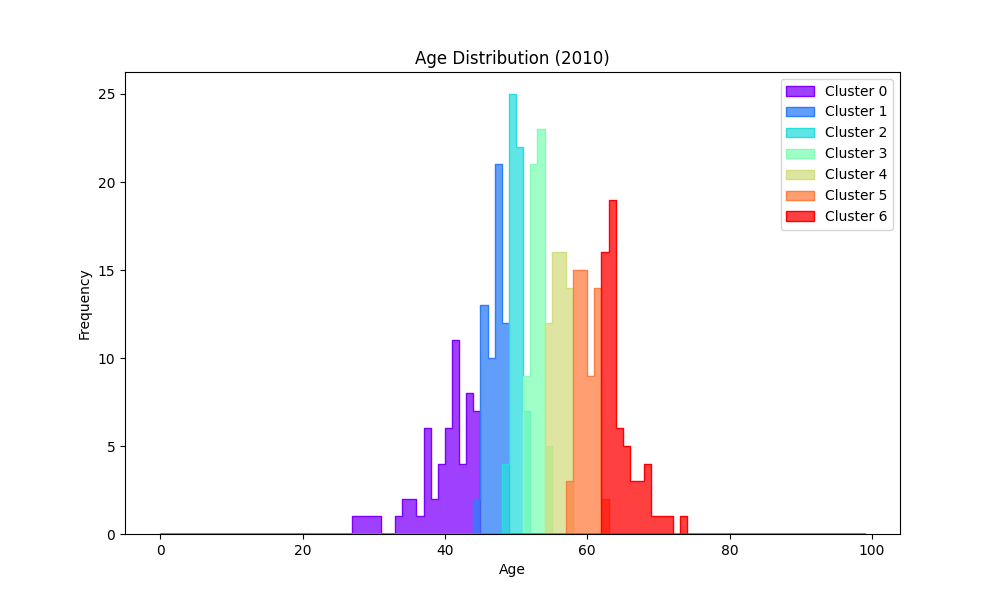 Age Distribution (2010)
Cluster 0
Cluster 1
Cluster 2
Cluster 3
Cluster 4
Cluster 5
Cluster 6
Frequency
25
20
15
10
5
0
0 20 40 60 80 100
Age